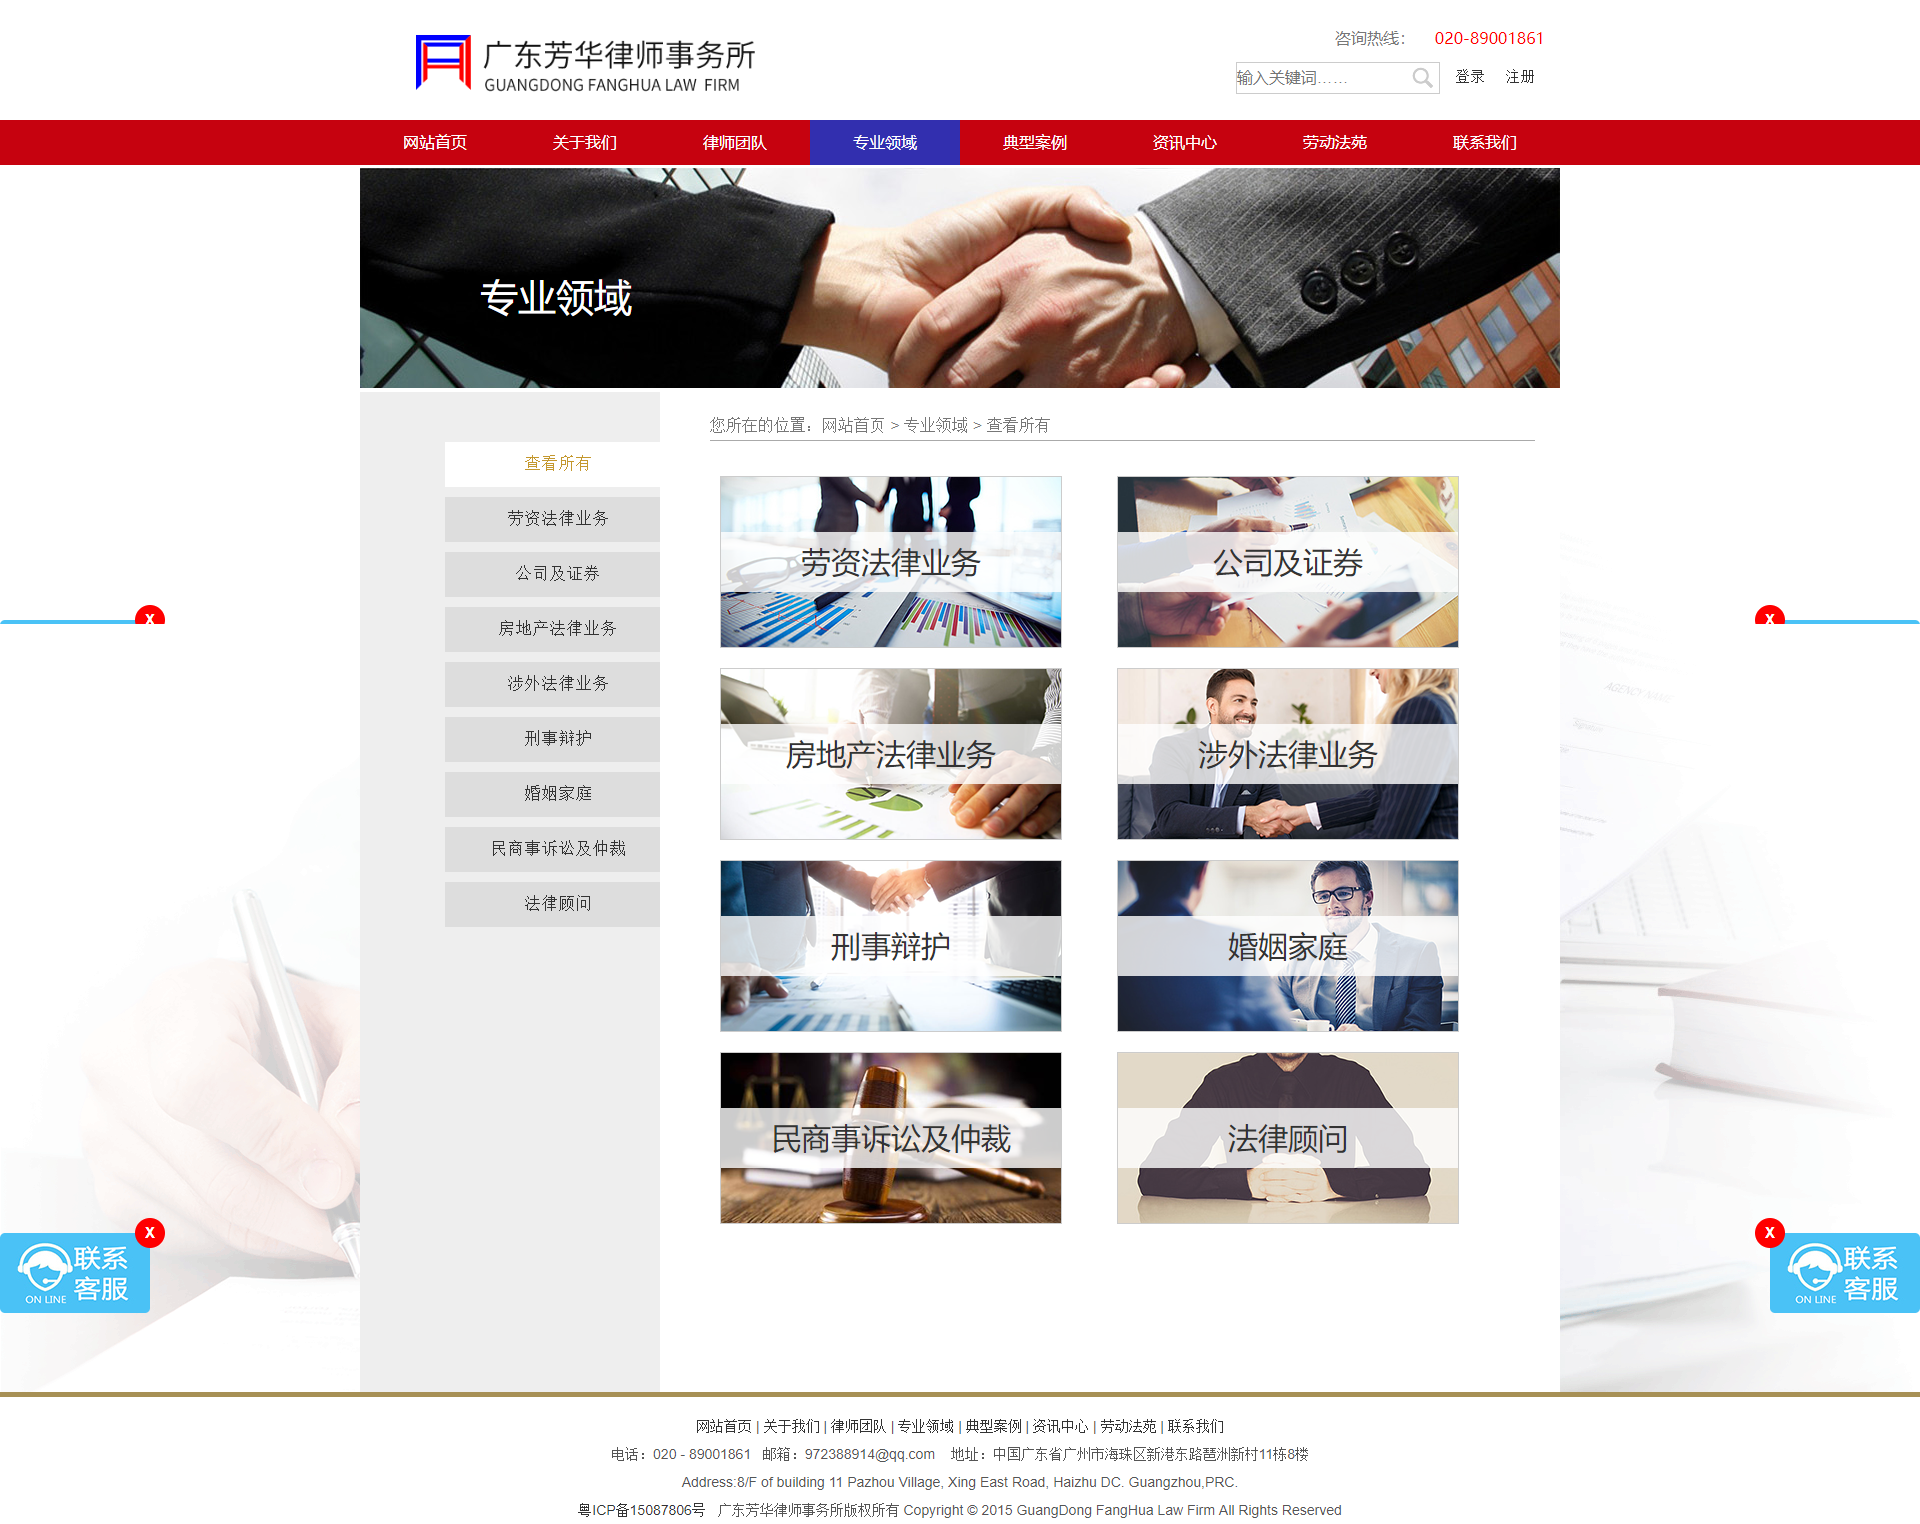 广东芳华律师事务所
GUANGDONG FANGHUA LAW FIRM
咨询热线： 020-89001861
输入关键词…… 登录 注册
网站首页 关于我们 律师团队 专业领域 典型案例 资讯中心 劳动法苑 联系我们
专业领域
您所在的位置：网站首页 > 专业领域 > 查看所有
查看所有
劳资法律业务
公司及证券
房地产法律业务
涉外法律业务
刑事辩护
婚姻家庭
民商事诉讼及仲裁
法律顾问
劳资法律业务 公司及证券
房地产法律业务 涉外法律业务
刑事辩护 婚姻家庭
民商事诉讼及仲裁 法律顾问
X
X
X
联系
客服
ON LINE
X
联系
客服
ON LINE
网站首页 | 关于我们 | 律师团队 | 专业领域 | 典型案例 | 资讯中心 | 劳动法苑 | 联系我们
电话：020 - 89001861 邮箱：972388914@qq.com 地址：中国广东省广州市海珠区新港东路琶洲新村11栋8楼
Address:8/F of building 11 Pazhou Village, Xing East Road, Haizhu DC. Guangzhou,PRC.
粤ICP备15087806号 广东芳华律师事务所版权所有 Copyright © 2015 GuangDong FangHua Law Firm All Rights Reserved